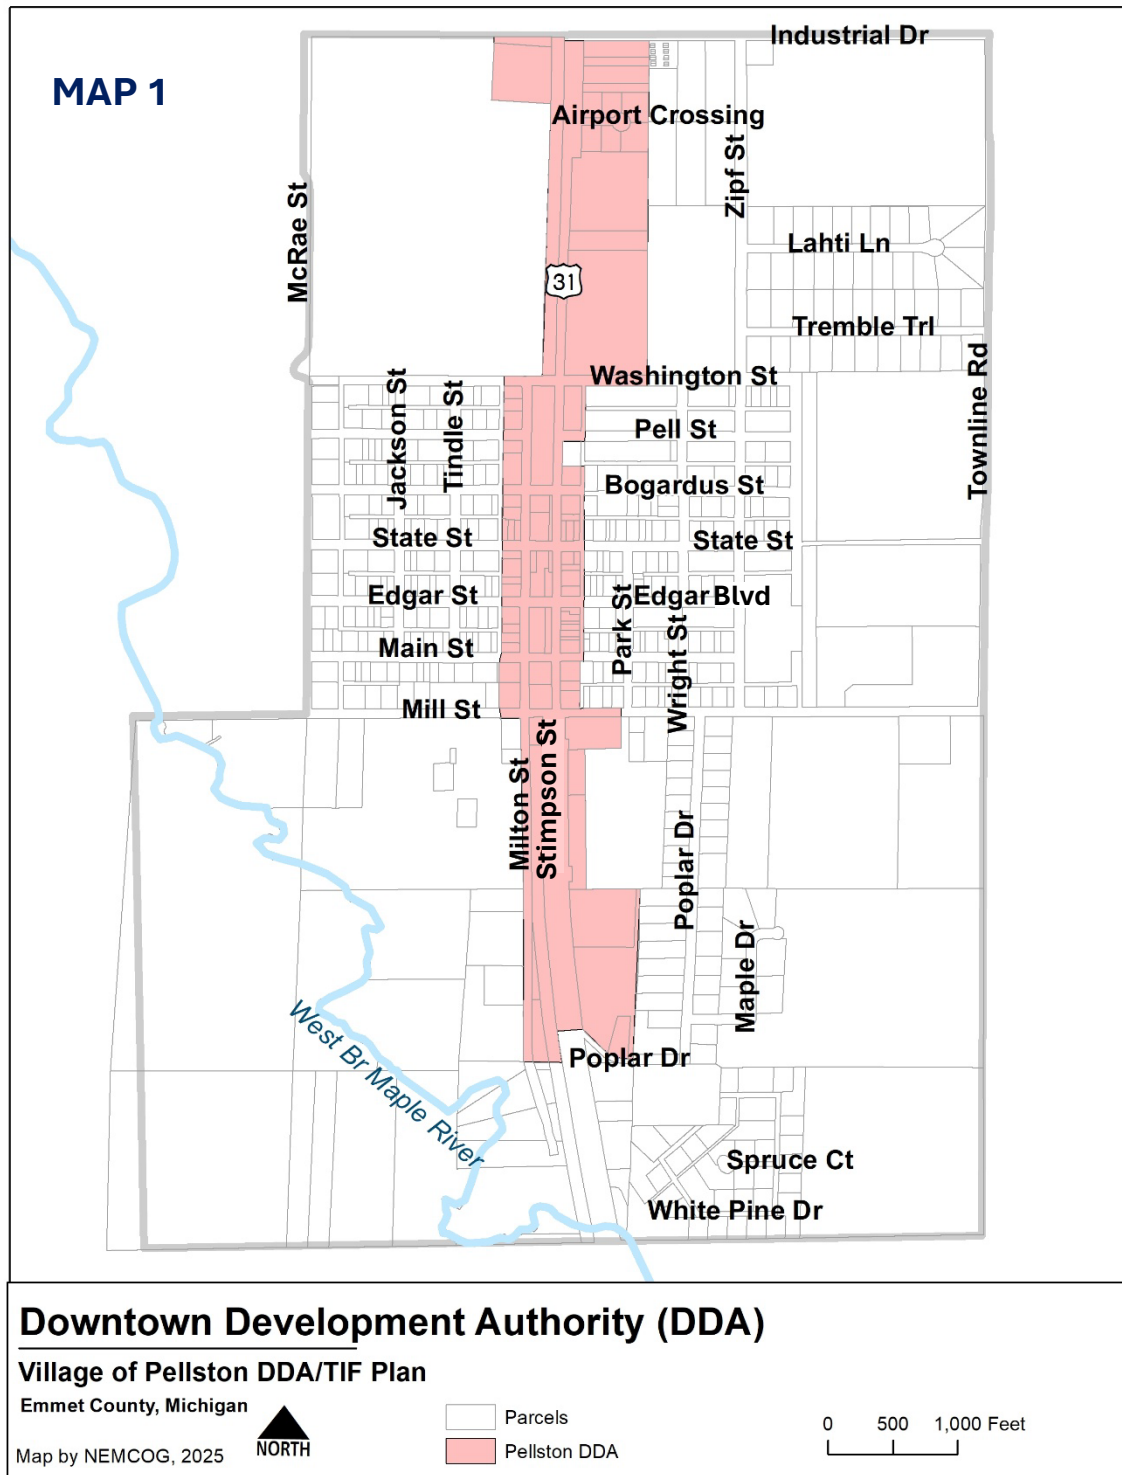 MAP 1
Industrial Dr
Airport Crossing
Zipf St
McRae St
Lahti Ln
31
Tremble Trl
Townline Rd
Washington St
Jackson St
Tindle St
Pell St
Bogardus St
State St
State St
Edgar St
Park St
Edgar Blvd
Main St
Wright St
Mill St
Milton St
Stimpson St
Poplar Dr
Maple Dr
West Br Maple River
Poplar Dr
Spruce Ct
White Pine Dr
Downtown Development Authority (DDA)
Village of Pellston DDA/TIF Plan
Emmet County, Michigan
NORTH
Map by NEMCOG, 2025
Parcels
Pellston DDA
0 500 1,000 Feet